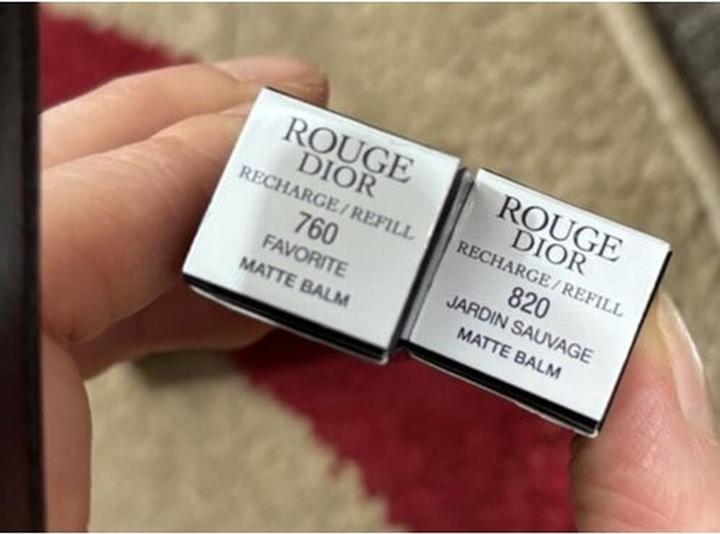 ROUGE
DIOR
RECHARGE / REFILL
760
FAVORITE
MATTE BALM
ROUGE
DIOR
RECHARGE / REFILL
820
JARDIN SAUVAGE
MATTE BALM